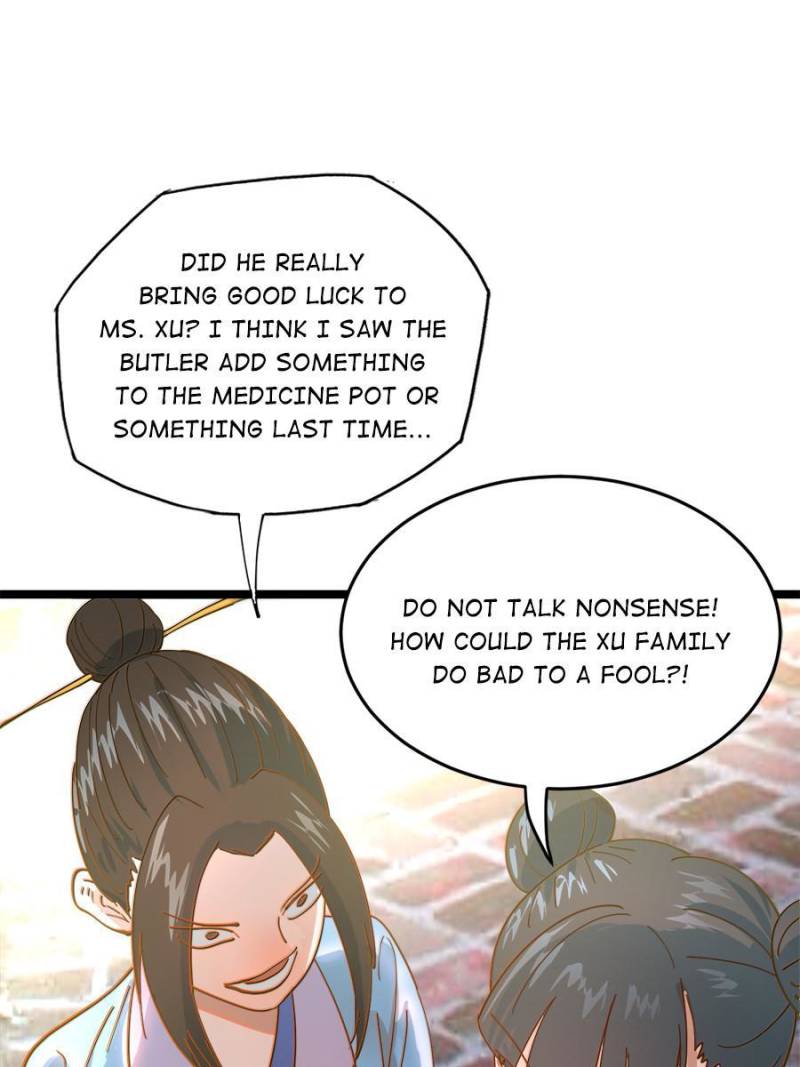 DID HE REALLY
BRING GOOD LUCK TO
MS. XU? I THINK I SAW THE
BUTLER ADD SOMETHING
TO THE MEDICINE POT OR
SOMETHING LAST TIME...
DO NOT TALK NONSENSE!
HOW COULD THE XU FAMILY
DO BAD TO A FOOL?!